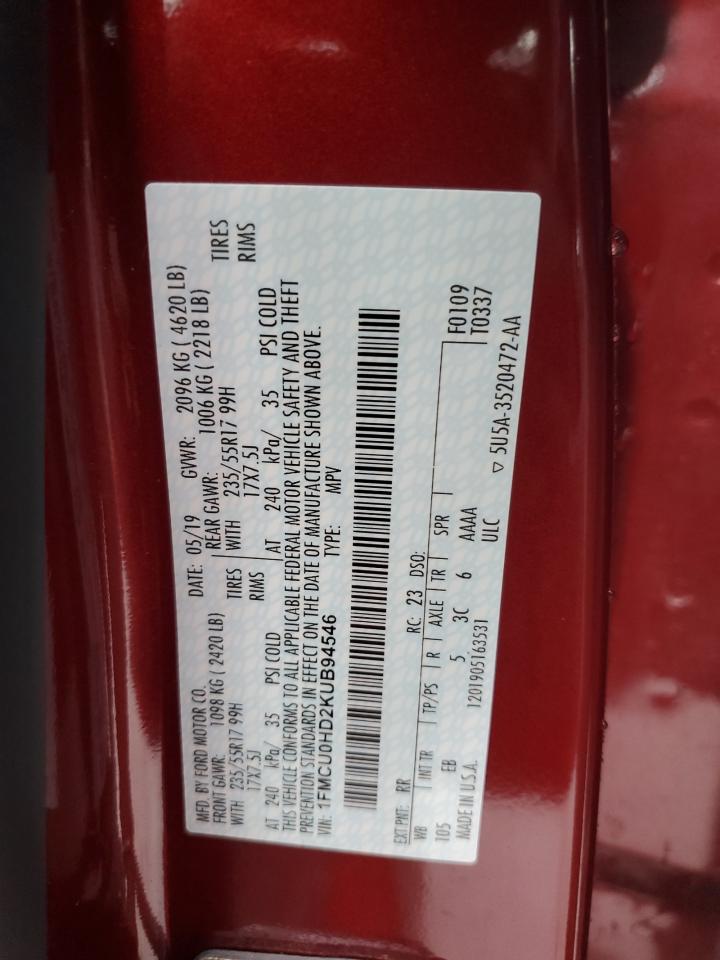 MFD. BY FORD MOTOR CO.
DATE: 05/19 GVWR: 2096 KG ( 4620 LB)
FRONT GAWR: 1098 KG ( 2420 LB) REAR GAWR: 1006 KG ( 2218 LB)
WITH 235/55R17 99H TIRES WITH 235/55R17 99H TIRES
17X7.5J RIMS 17X7.5J RIMS
AT 240 kPa/ 35 PSI COLD AT 240 kPa/ 35 PSI COLD
THIS VEHICLE CONFORMS TO ALL APPLICABLE FEDERAL MOTOR VEHICLE SAFETY AND THEFT
PREVENTION STANDARDS IN EFFECT ON THE DATE OF MANUFACTURE SHOWN ABOVE.
VIN: 1FMCU0HD2KUB94546 TYPE: MPV
EXT PNT: RR RC: 23 DSO: F0109
WB INT TR TP/PS R AXLE TR SPR T0337
105 EB 5 3C 6 AAAA
MADE IN U.S.A. 1201905163531 ULC
▽ 5U5A-3520472-AA